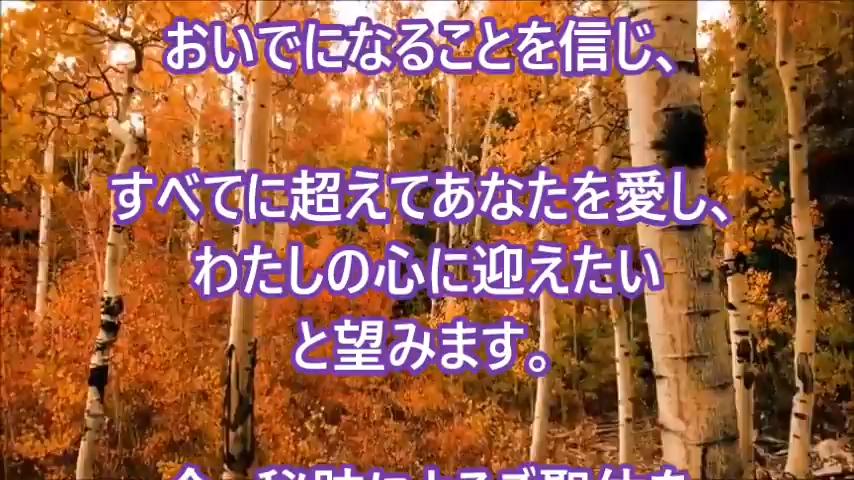 おいでになることを信じ、
すべてに超えてあなたを愛し、
わたしの心に迎えたい
と望みます。